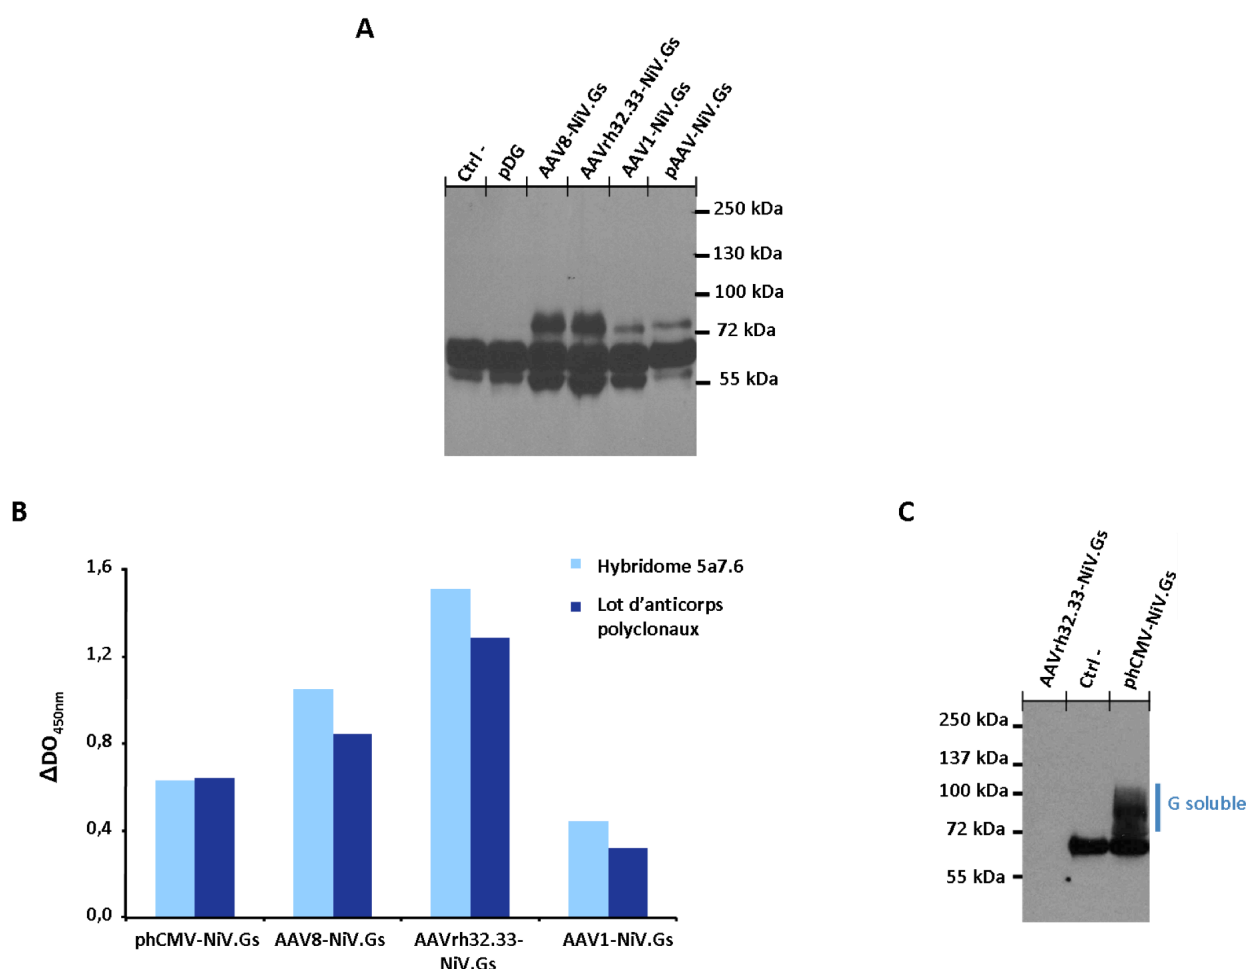 A
Ctrl -
pDG
AAV8-NiV.Gs
AAVrh32.33-NiV.Gs
AAV1-NiV.Gs
pAAV-NiV.Gs
250 kDa
130 kDa
100 kDa
72 kDa
55 kDa
B
1,6
1,2
0,8
0,4
0,0
ΔDO450nm
Hybridome 5a7.6
Lot d'anticorps
polyclonaux
phCMV-NiV.Gs
AAV8-NiV.Gs
AAVrh32.33-
NiV.Gs
AAV1-NiV.Gs
C
AAVrh32.33-NiV.Gs
Ctrl -
phCMV-NiV.Gs
250 kDa
137 kDa
100 kDa
72 kDa
55 kDa
G soluble